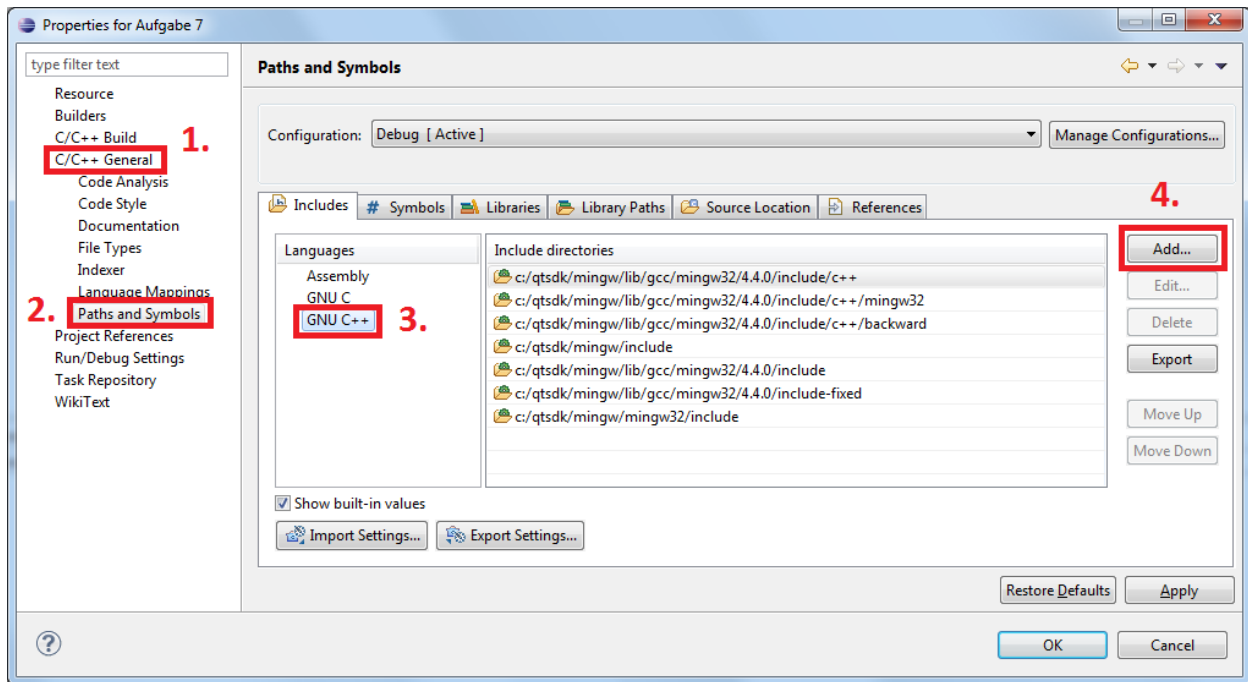 Properties for Aufgabe 7
type filter text
Resource
Builders
C/C++ Build
1.
C/C++ General
Code Analysis
Code Style
Documentation
File Types
Indexer
Language Mappings
2.
Paths and Symbols
Project References
Run/Debug Settings
Task Repository
WikiText
Paths and Symbols
Configuration: Debug [ Active ] Manage Configurations...
Includes # Symbols Libraries Library Paths Source Location References
Languages
Assembly
GNU C
GNU C++
3.
Include directories
c:/qtsdk/mingw/lib/gcc/mingw32/4.4.0/include/c++
c:/qtsdk/mingw/lib/gcc/mingw32/4.4.0/include/c++/mingw32
c:/qtsdk/mingw/lib/gcc/mingw32/4.4.0/include/c++/backward
c:/qtsdk/mingw/include
c:/qtsdk/mingw/lib/gcc/mingw32/4.4.0/include
c:/qtsdk/mingw/lib/gcc/mingw32/4.4.0/include-fixed
c:/qtsdk/mingw/mingw32/include
4.
Add...
Edit...
Delete
Export
Move Up
Move Down
Show built-in values
Import Settings... Export Settings...
Restore Defaults Apply
? OK Cancel